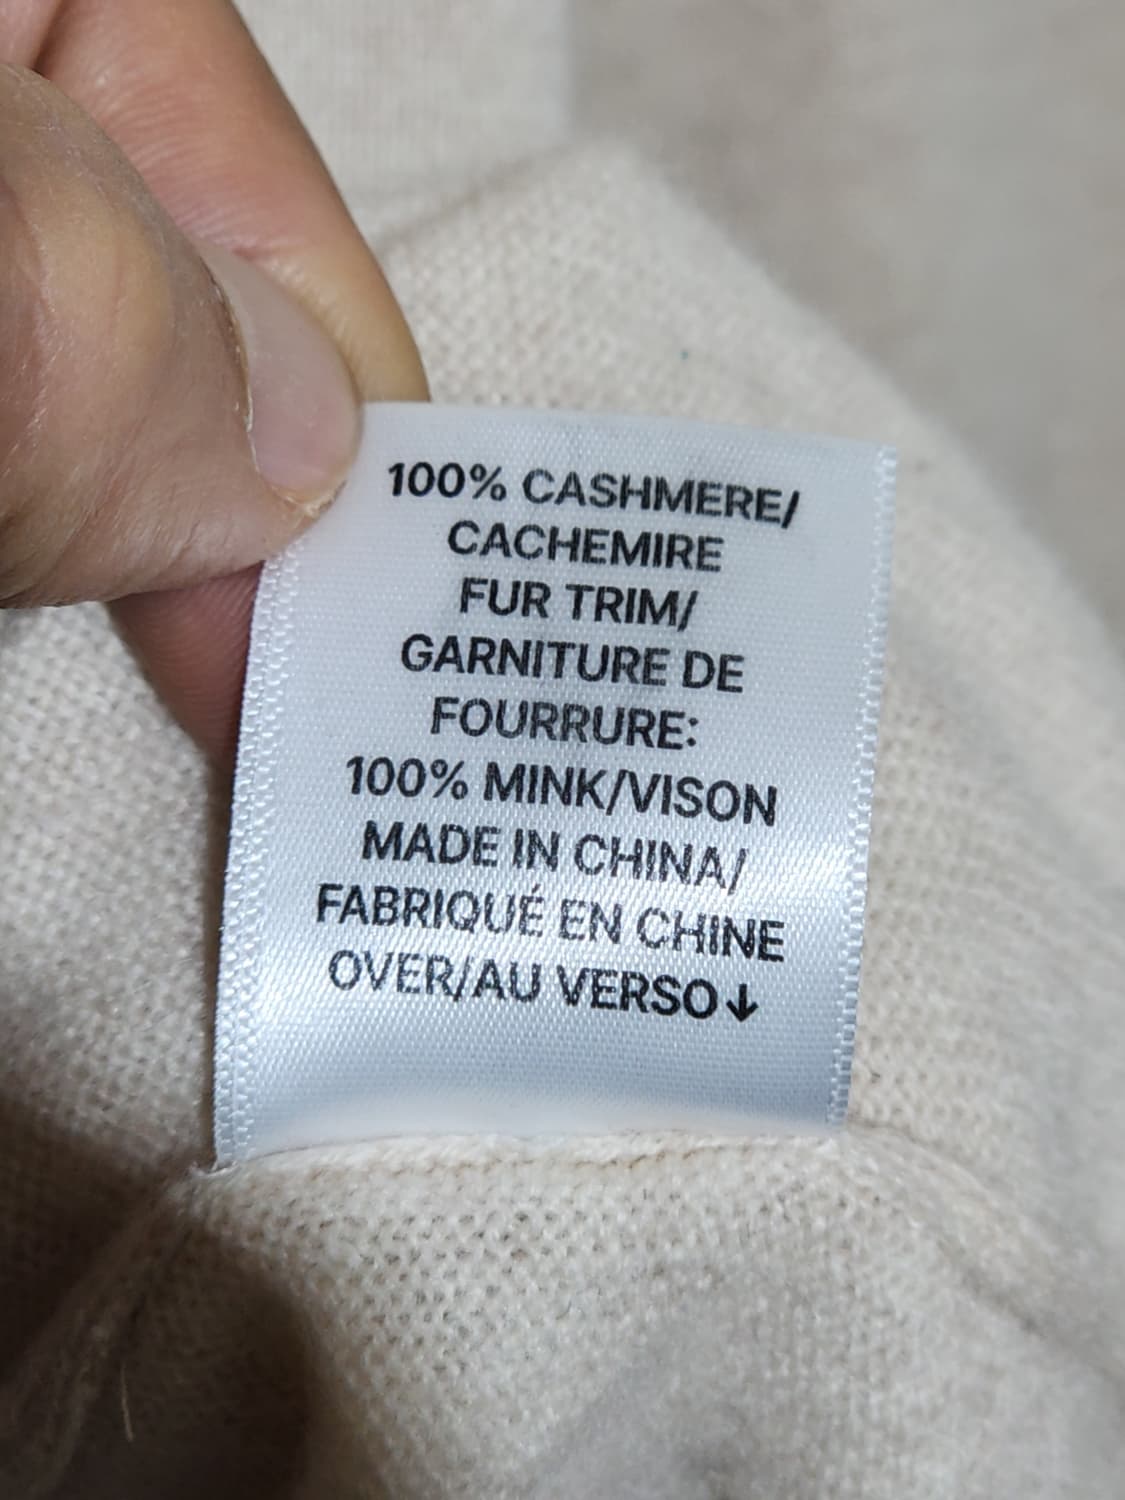 100% CASHMERE/
CACHEMIRE
FUR TRIM/
GARNITURE DE
FOURRURE:
100% MINK/VISON
MADE IN CHINA/
FABRIQUÉ EN CHINE
OVER/AU VERSO↓